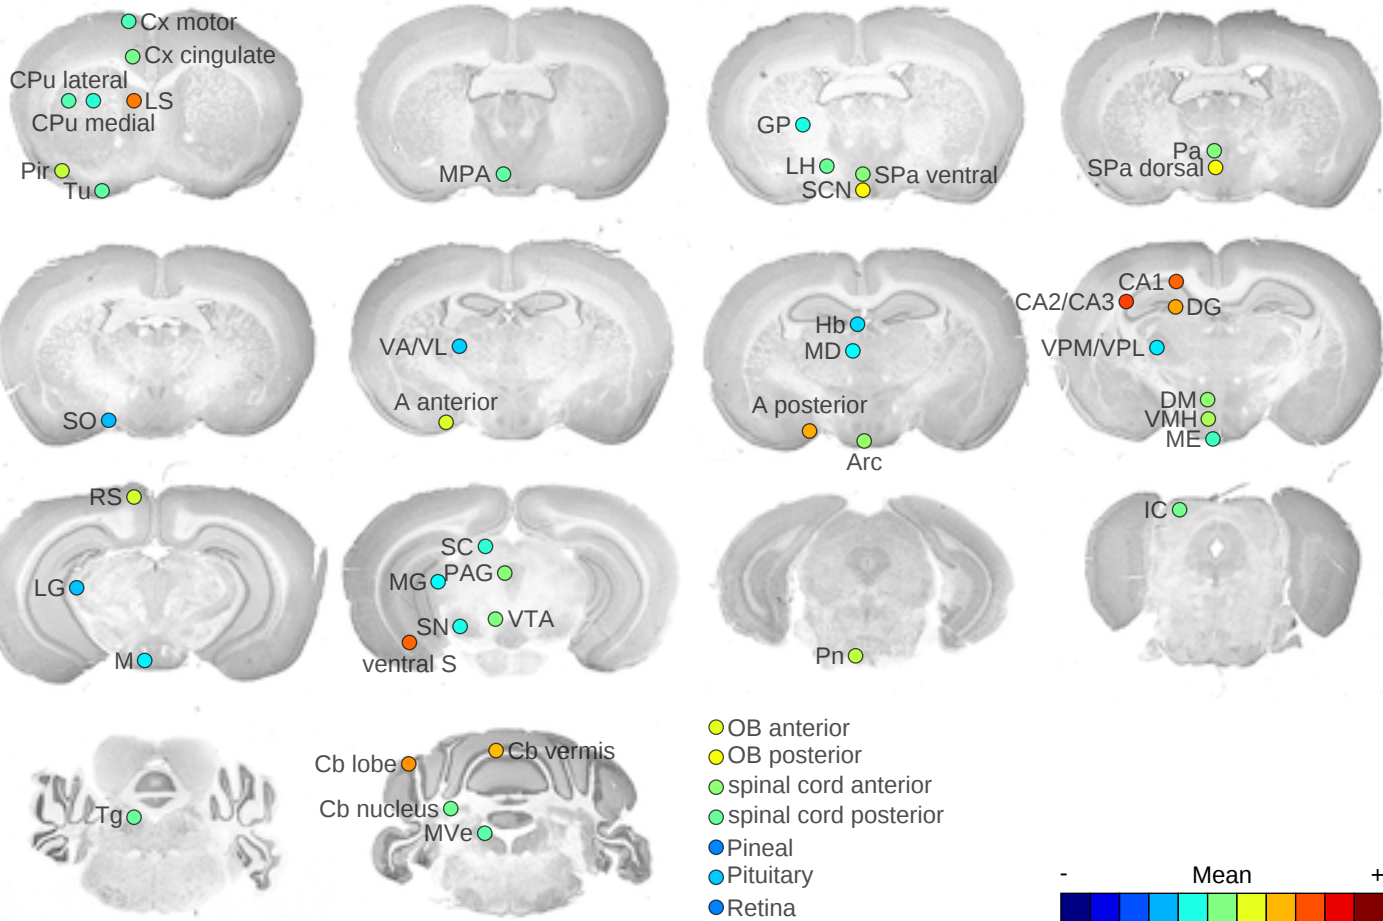 Cx motor
Cx cingulate
CPu lateral
LS
CPu medial
Pir
Tu
MPA
GP
LH
SPa ventral
SCN
Pa
SPa dorsal
SO
VA/VL
A anterior
Hb
MD
A posterior
Arc
CA1
CA2/CA3
DG
VPM/VPL
DM
VMH
ME
RS
LG
M
SC
PAG
MG
VTA
SN
ventral S
Pn
IC
Tg
Cb lobe
Cb vermis
Cb nucleus
MVe
OB anterior
OB posterior
spinal cord anterior
spinal cord posterior
Pineal
Pituitary
Retina
- Mean +